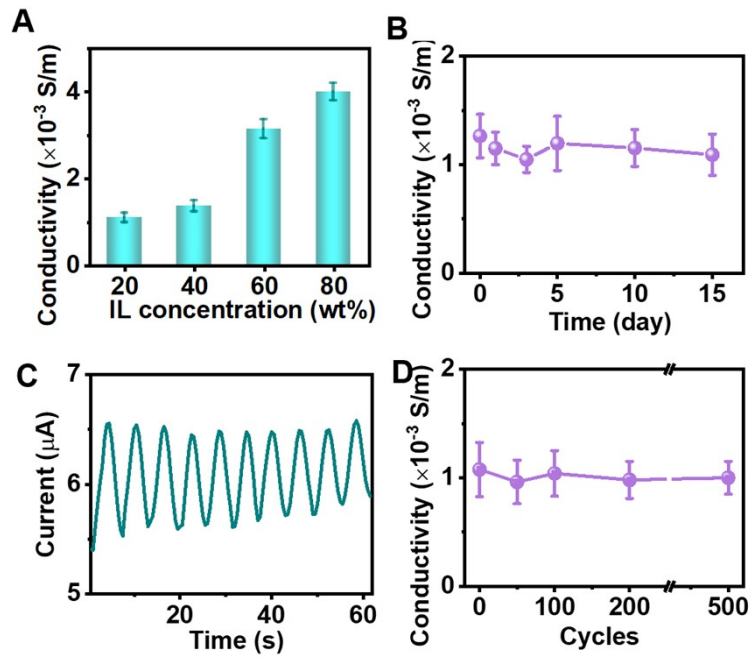 A
Conductivity (×10⁻³ S/m)
4
2
0
20 40 60 80
IL concentration (wt%)
B
Conductivity (×10⁻³ S/m)
2
1
0
0 5 10 15
Time (day)
C
Current (μA)
7
6
5
20 40 60
Time (s)
D
Conductivity (×10⁻³ S/m)
2
1
0
0 100 200 500
Cycles